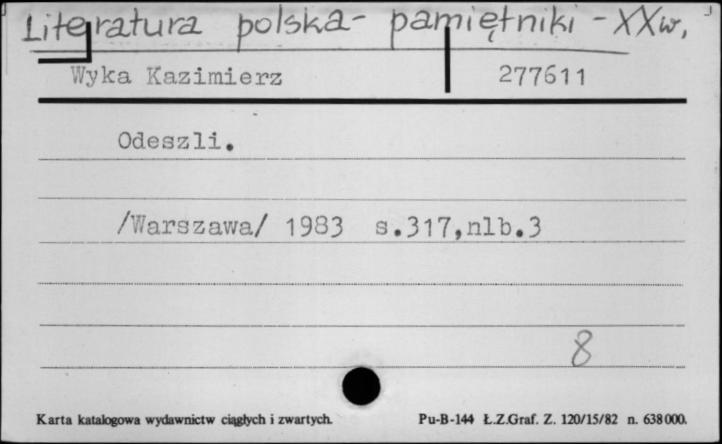 Literatura polska - pamiętniki - XXw.
Wyka Kazimierz 277611
Odeszli.
/Warszawa/ 1983 s.317,nlb.3
8
Karta katalogowa wydawnictw ciągłych i zwartych. Pu-B-144 Ł.Z.Graf. Z. 120/15/82 n. 638000.